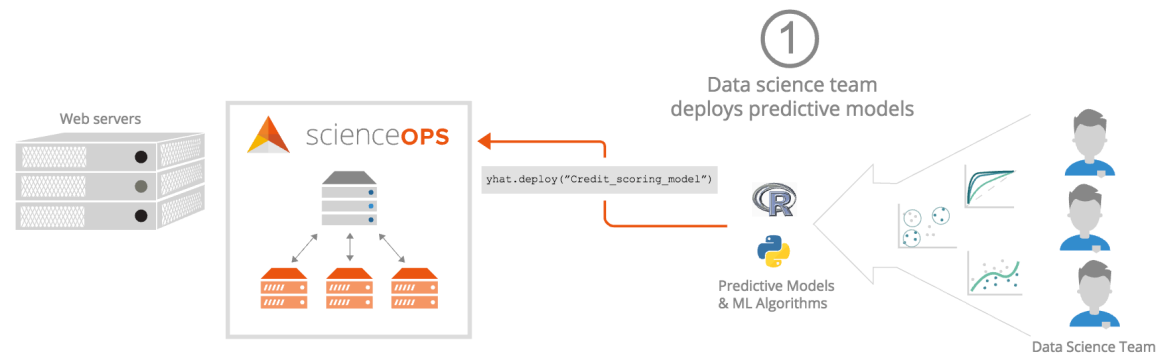 1
Data science team
deploys predictive models
Web servers
scienceOPS
yhat.deploy("Credit_scoring_model")
R
Predictive Models
& ML Algorithms
Data Science Team